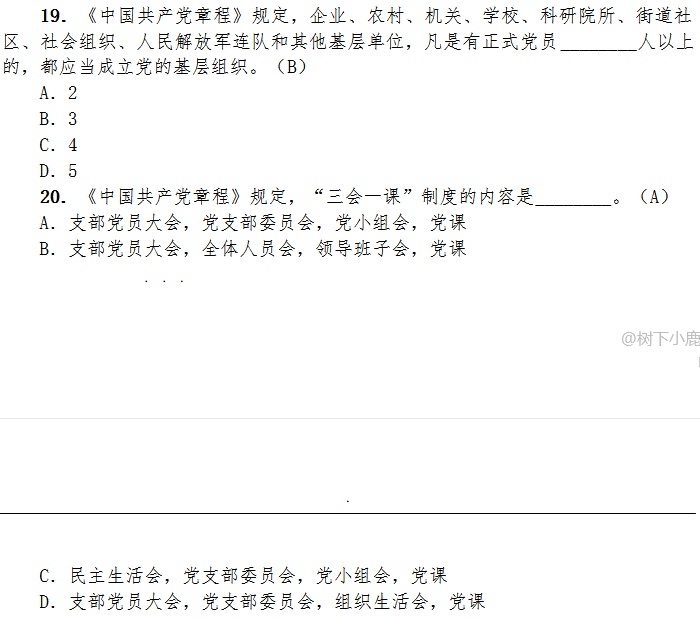 19. 《中国共产党章程》规定，企业、农村、机关、学校、科研院所、街道社
区、社会组织、人民解放军连队和其他基层单位，凡是有正式党员________人以上
的，都应当成立党的基层组织。（B）
A. 2
B. 3
C. 4
D. 5
20. 《中国共产党章程》规定，“三会一课”制度的内容是________。（A）
A. 支部党员大会，党支部委员会，党小组会，党课
B. 支部党员大会，全体人员会，领导班子会，党课
. . .
@树下小鹿
C. 民主生活会，党支部委员会，党小组会，党课
D. 支部党员大会，党支部委员会，组织生活会，党课